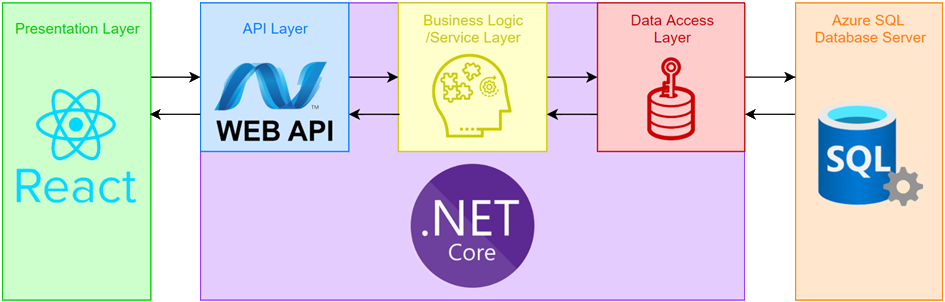 Presentation Layer
React
API Layer
TM
WEB API
Business Logic
/Service Layer
Data Access
Layer
.NET
Core
Azure SQL
Database Server
SQL